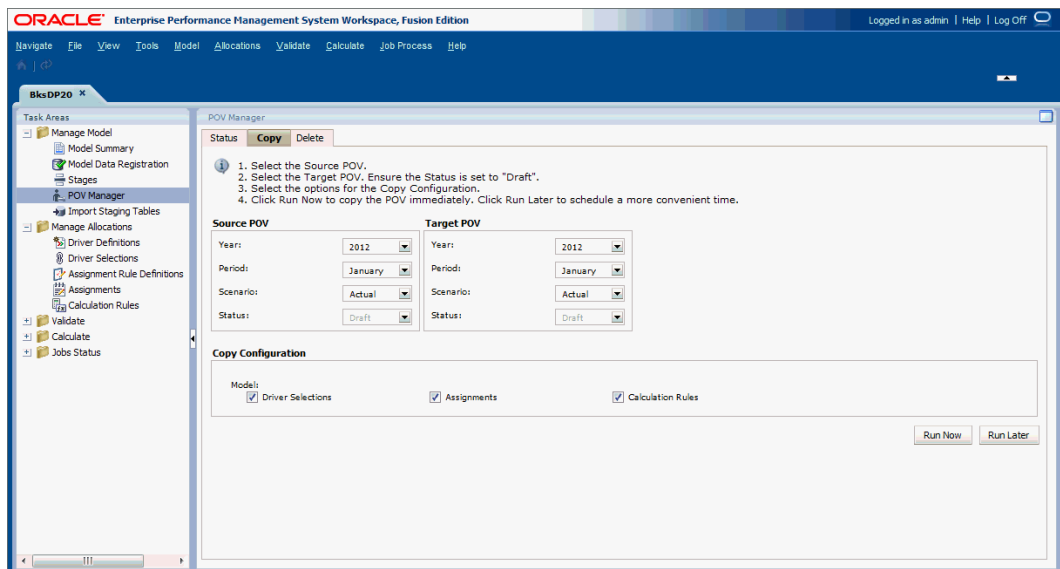 ORACLE Enterprise Performance Management System Workspace, Fusion Edition
Logged in as admin | Help | Log Off
Navigate File View Tools Model Allocations Validate Calculate Job Process Help
BksDP20 X
Task Areas
Manage Model
Model Summary
Model Data Registration
Stages
POV Manager
Import Staging Tables
Manage Allocations
Driver Definitions
Driver Selections
Assignment Rule Definitions
Assignments
Calculation Rules
Validate
Calculate
Jobs Status
POV Manager
Status Copy Delete
1. Select the Source POV.
2. Select the Target POV. Ensure the Status is set to "Draft".
3. Select the options for the Copy Configuration.
4. Click Run Now to copy the POV immediately. Click Run Later to schedule a more convenient time.
Source POV Target POV
Year: 2012 Year: 2012
Period: January Period: January
Scenario: Actual Scenario: Actual
Status: Draft Status: Draft
Copy Configuration
Model:
Driver Selections Assignments Calculation Rules
Run Now Run Later